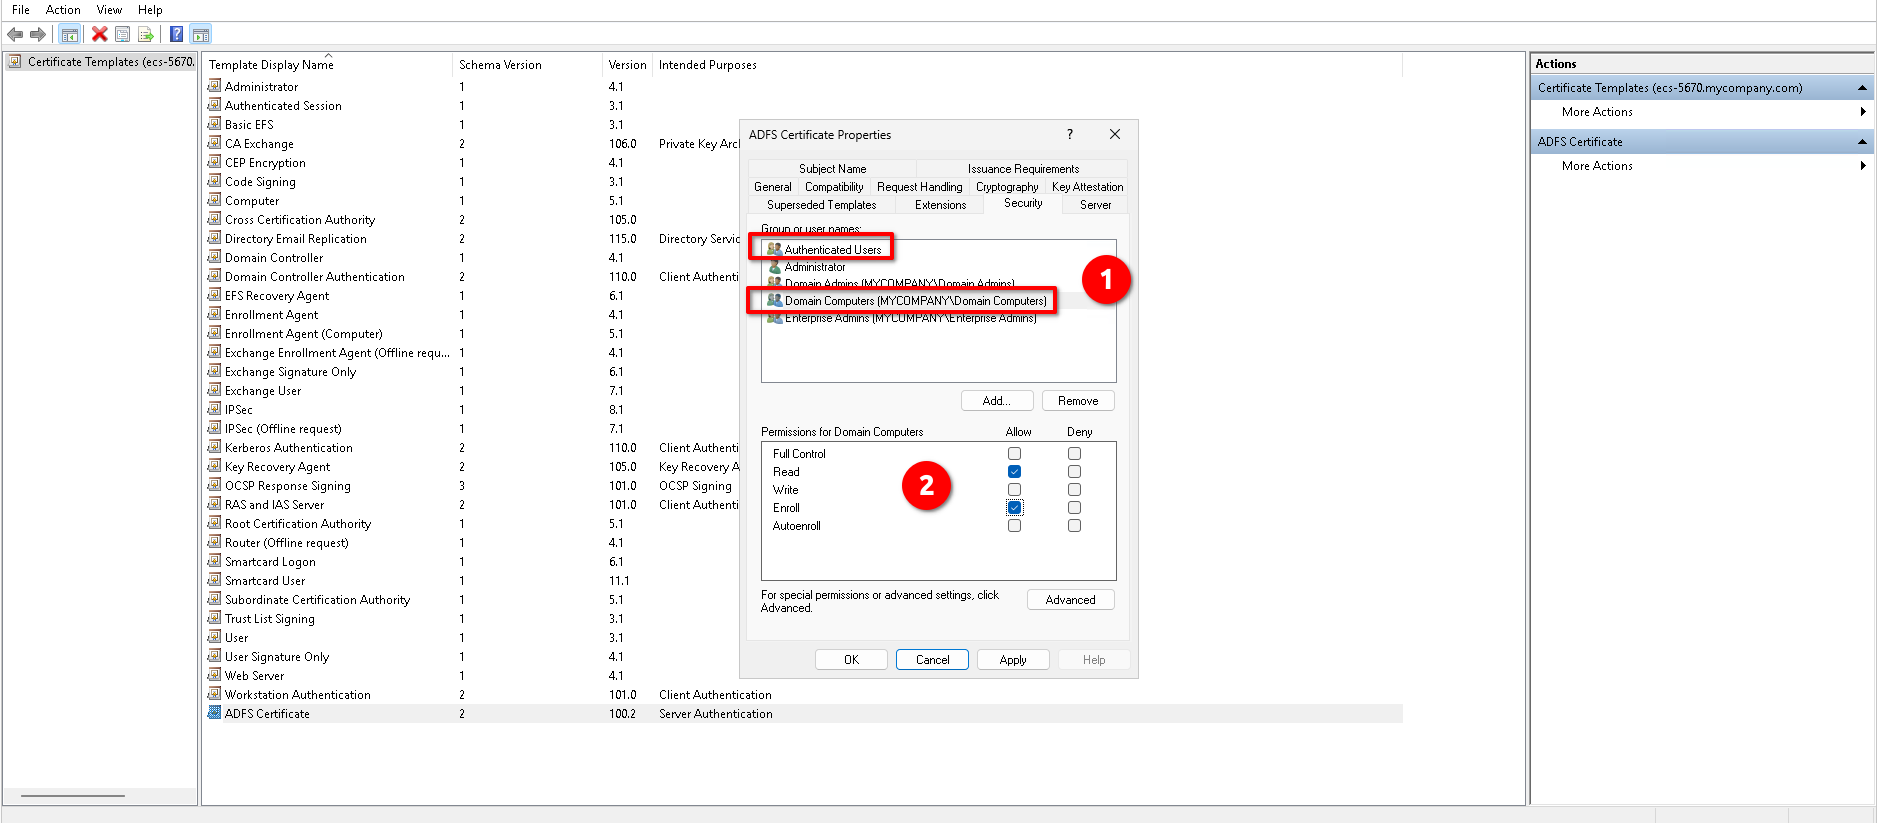 File Action View Help
Certificate Templates (ecs-5670.
Template Display Name Schema Version Version Intended Purposes
Administrator 1 4.1
Authenticated Session 1 3.1
Basic EFS 1 3.1
CA Exchange 2 106.0 Private Key Arc
CEP Encryption 1 4.1
Code Signing 1 3.1
Computer 1 5.1
Cross Certification Authority 2 105.0
Directory Email Replication 2 115.0 Directory Servic
Domain Controller 1 4.1
Domain Controller Authentication 2 110.0 Client Authenti
EFS Recovery Agent 1 6.1
Enrollment Agent 1 4.1
Enrollment Agent (Computer) 1 5.1
Exchange Enrollment Agent (Offline requ... 1 4.1
Exchange Signature Only 1 6.1
Exchange User 1 7.1
IPSec 1 8.1
IPSec (Offline request) 1 7.1
Kerberos Authentication 2 110.0 Client Authenti
Key Recovery Agent 2 105.0 Key Recovery A
OCSP Response Signing 3 101.0 OCSP Signing
RAS and IAS Server 2 101.0 Client Authenti
Root Certification Authority 1 5.1
Router (Offline request) 1 4.1
Smartcard Logon 1 6.1
Smartcard User 1 11.1
Subordinate Certification Authority 1 5.1
Trust List Signing 1 3.1
User 1 3.1
User Signature Only 1 4.1
Web Server 1 4.1
Workstation Authentication 2 101.0 Client Authentication
ADFS Certificate 2 100.2 Server Authentication
ADFS Certificate Properties ?
Subject Name Issuance Requirements
General Compatibility Request Handling Cryptography Key Attestation
Superseded Templates Extensions Security Server
Group or user names:
Authenticated Users
Administrator
Domain Admins (MYCOMPANY\Domain Admins)
Domain Computers (MYCOMPANY\Domain Computers)
Enterprise Admins (MYCOMPANY\Enterprise Admins)
1
Add... Remove
Permissions for Domain Computers Allow Deny
Full Control
Read
Write
Enroll
Autoenroll
2
For special permissions or advanced settings, click
Advanced.
Advanced
OK Cancel Apply Help
Actions
Certificate Templates (ecs-5670.mycompany.com)
More Actions
ADFS Certificate
More Actions